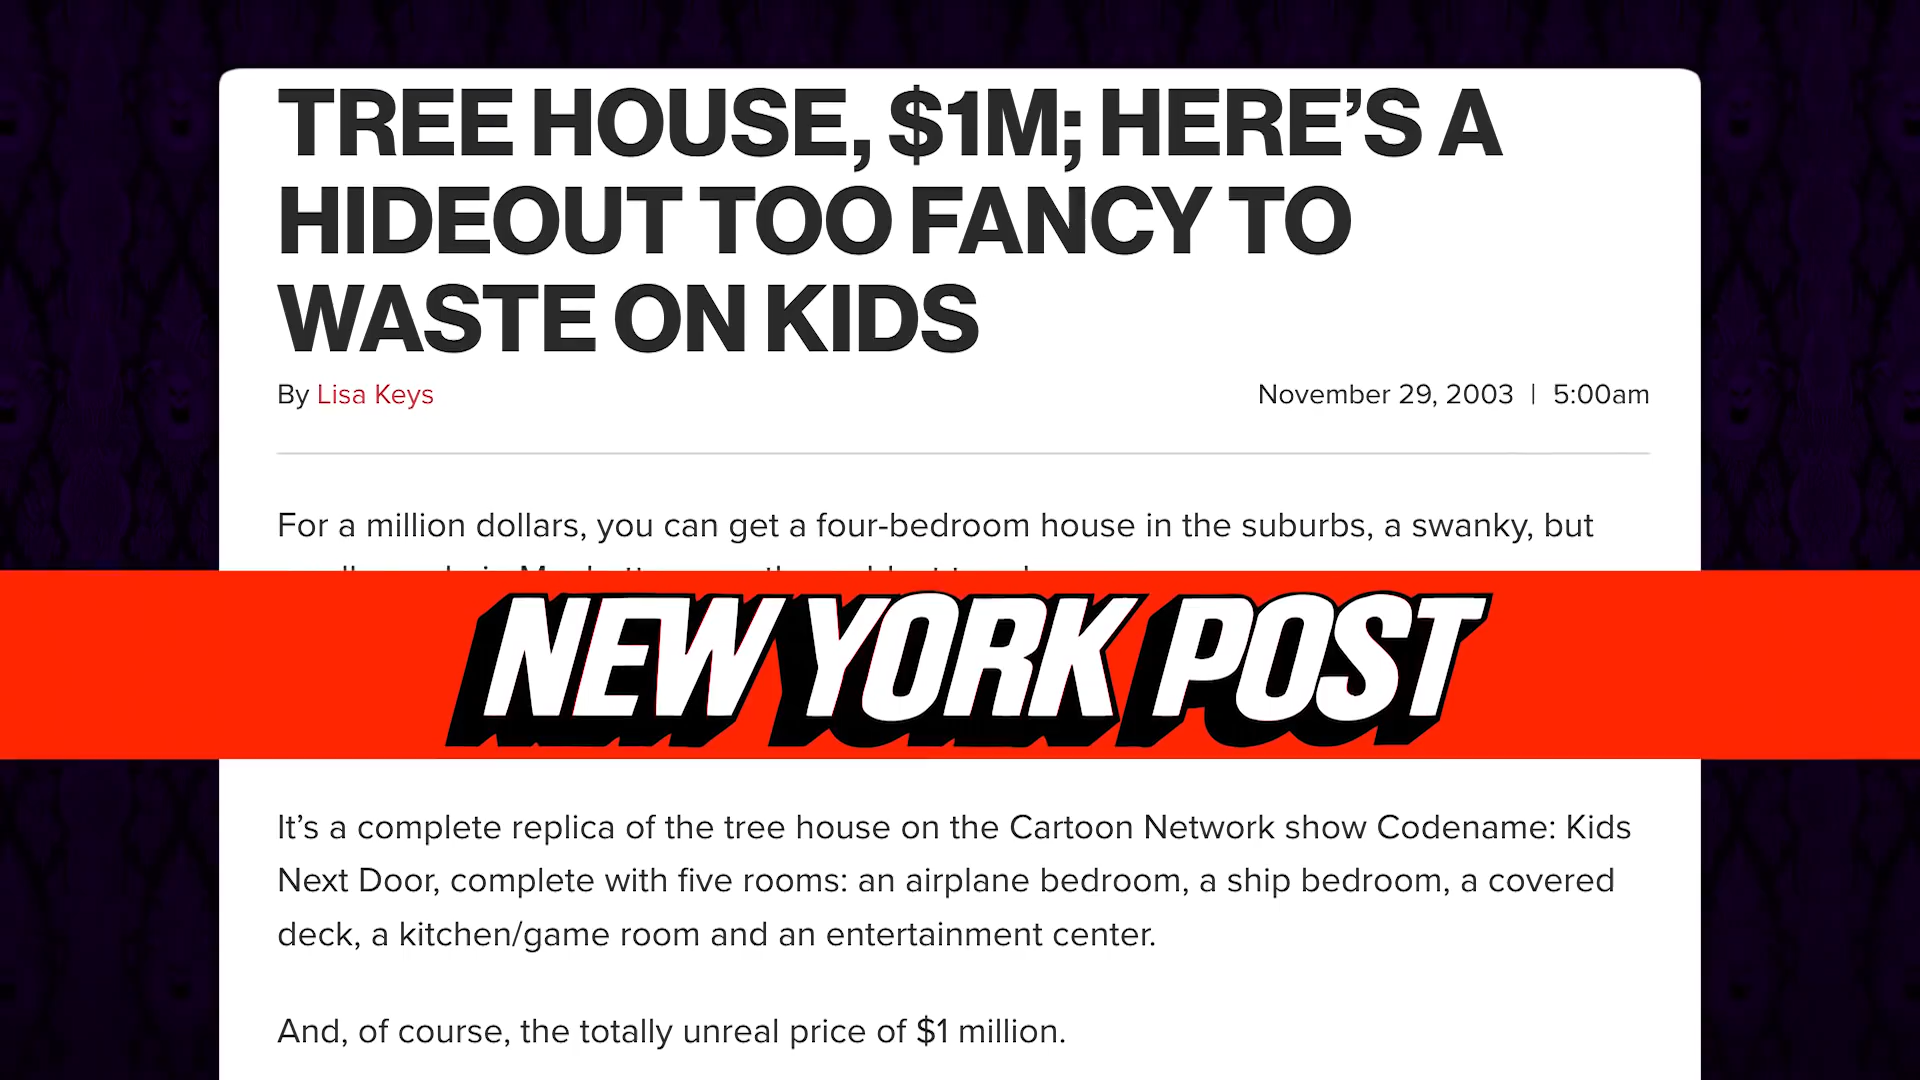 TREE HOUSE, $1M; HERE’S A
HIDEOUT TOO FANCY TO
WASTE ON KIDS
By Lisa Keys
November 29, 2003 | 5:00am
For a million dollars, you can get a four-bedroom house in the suburbs, a swanky, but
NEW YORK POST
It’s a complete replica of the tree house on the Cartoon Network show Codename: Kids
Next Door, complete with five rooms: an airplane bedroom, a ship bedroom, a covered
deck, a kitchen/game room and an entertainment center.
And, of course, the totally unreal price of $1 million.